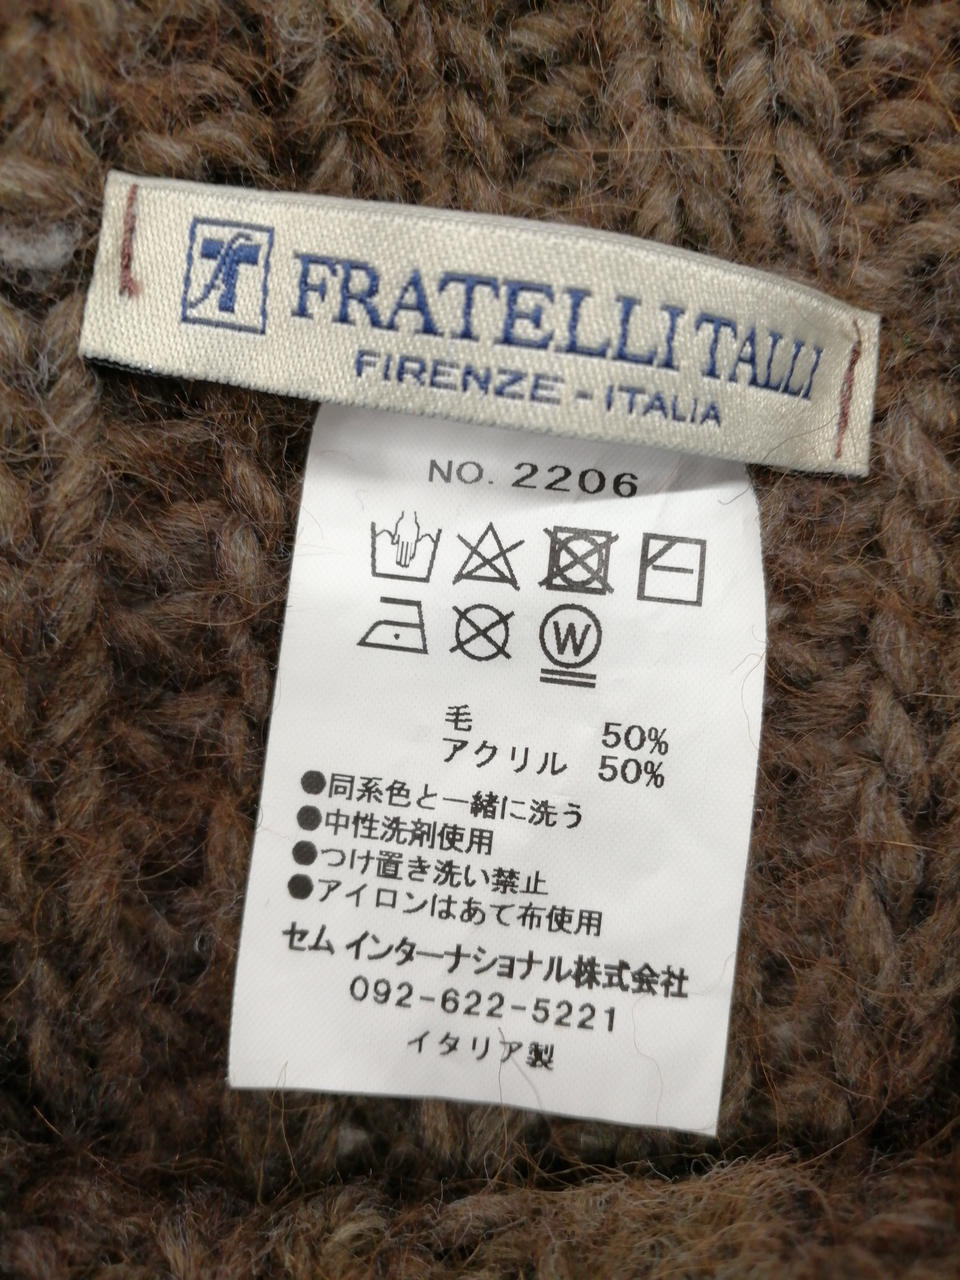 FRATELLI TALLI
FIRENZE - ITALIA
NO. 2206
W
毛 50%
アクリル 50%
●同系色と一緒に洗う
●中性洗剤使用
●つけ置き洗い禁止
●アイロンはあて布使用
セム インターナショナル株式会社
092-622-5221
イタリア製